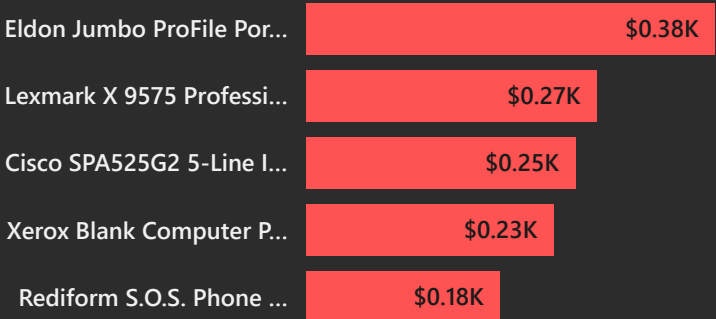 Eldon Jumbo ProFile Por... $0.38K
Lexmark X 9575 Professi... $0.27K
Cisco SPA525G2 5-Line I... $0.25K
Xerox Blank Computer P... $0.23K
Rediform S.O.S. Phone ... $0.18K